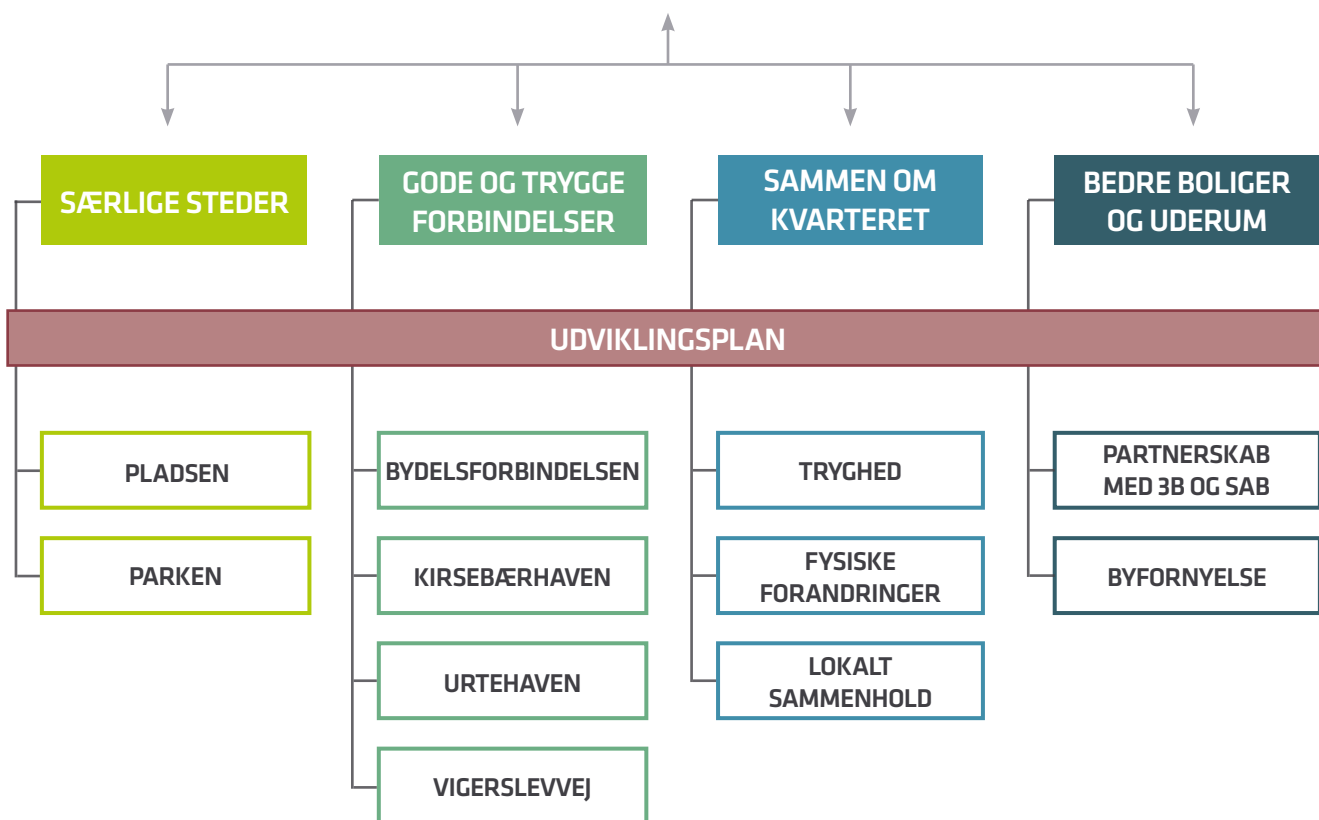 SÆRLIGE STEDER
GODE OG TRYGGE
FORBINDELSER
SAMMEN OM
KVARTERET
BEDRE BOLIGER
OG UDERUM
UDVIKLINGSPLAN
PLADSEN
PARKEN
BYDELSFORBINDELSEN
KIRSEBÆRHAVEN
URTEHAVEN
VIGERSLEVVEJ
TRYGHED
FYSISKE
FORANDRINGER
LOKALT
SAMMENHOLD
PARTNERSKAB
MED 3B OG SAB
BYFORNYELSE